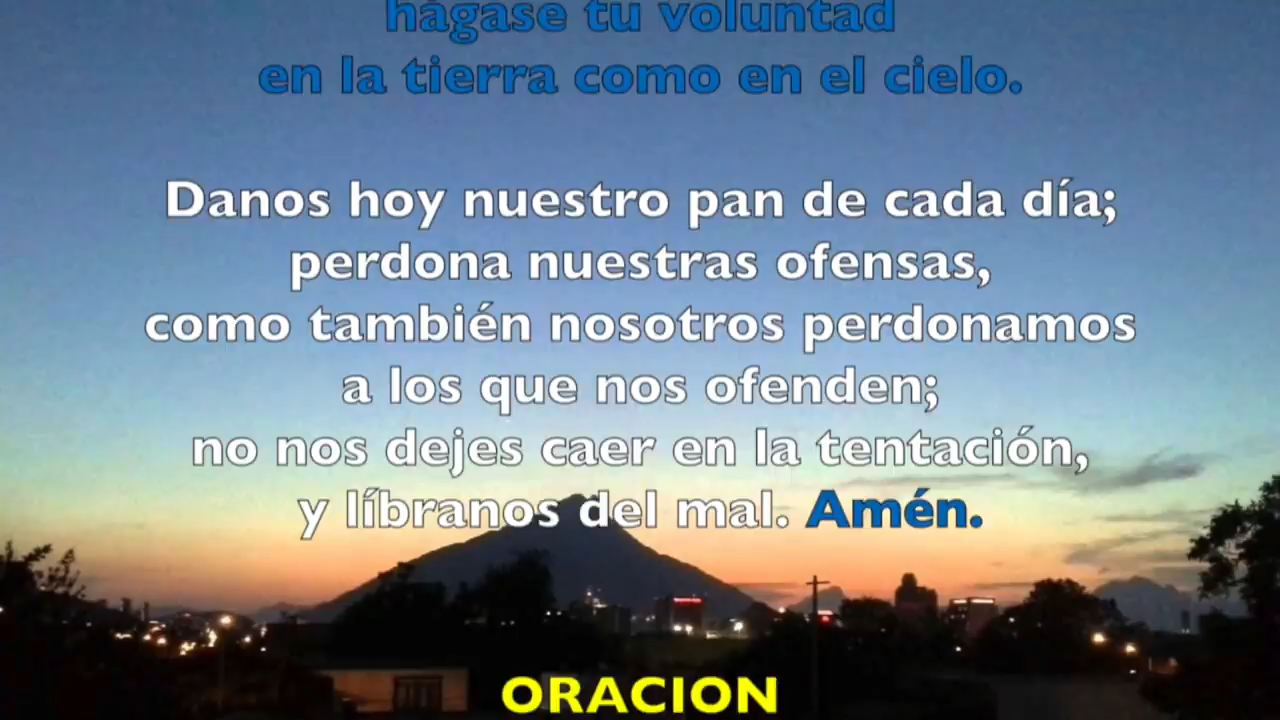 hágase tu voluntad
en la tierra como en el cielo.
Danos hoy nuestro pan de cada día;
perdona nuestras ofensas,
como también nosotros perdonamos
a los que nos ofenden;
no nos dejes caer en la tentación,
y líbranos del mal. Amén.
ORACION